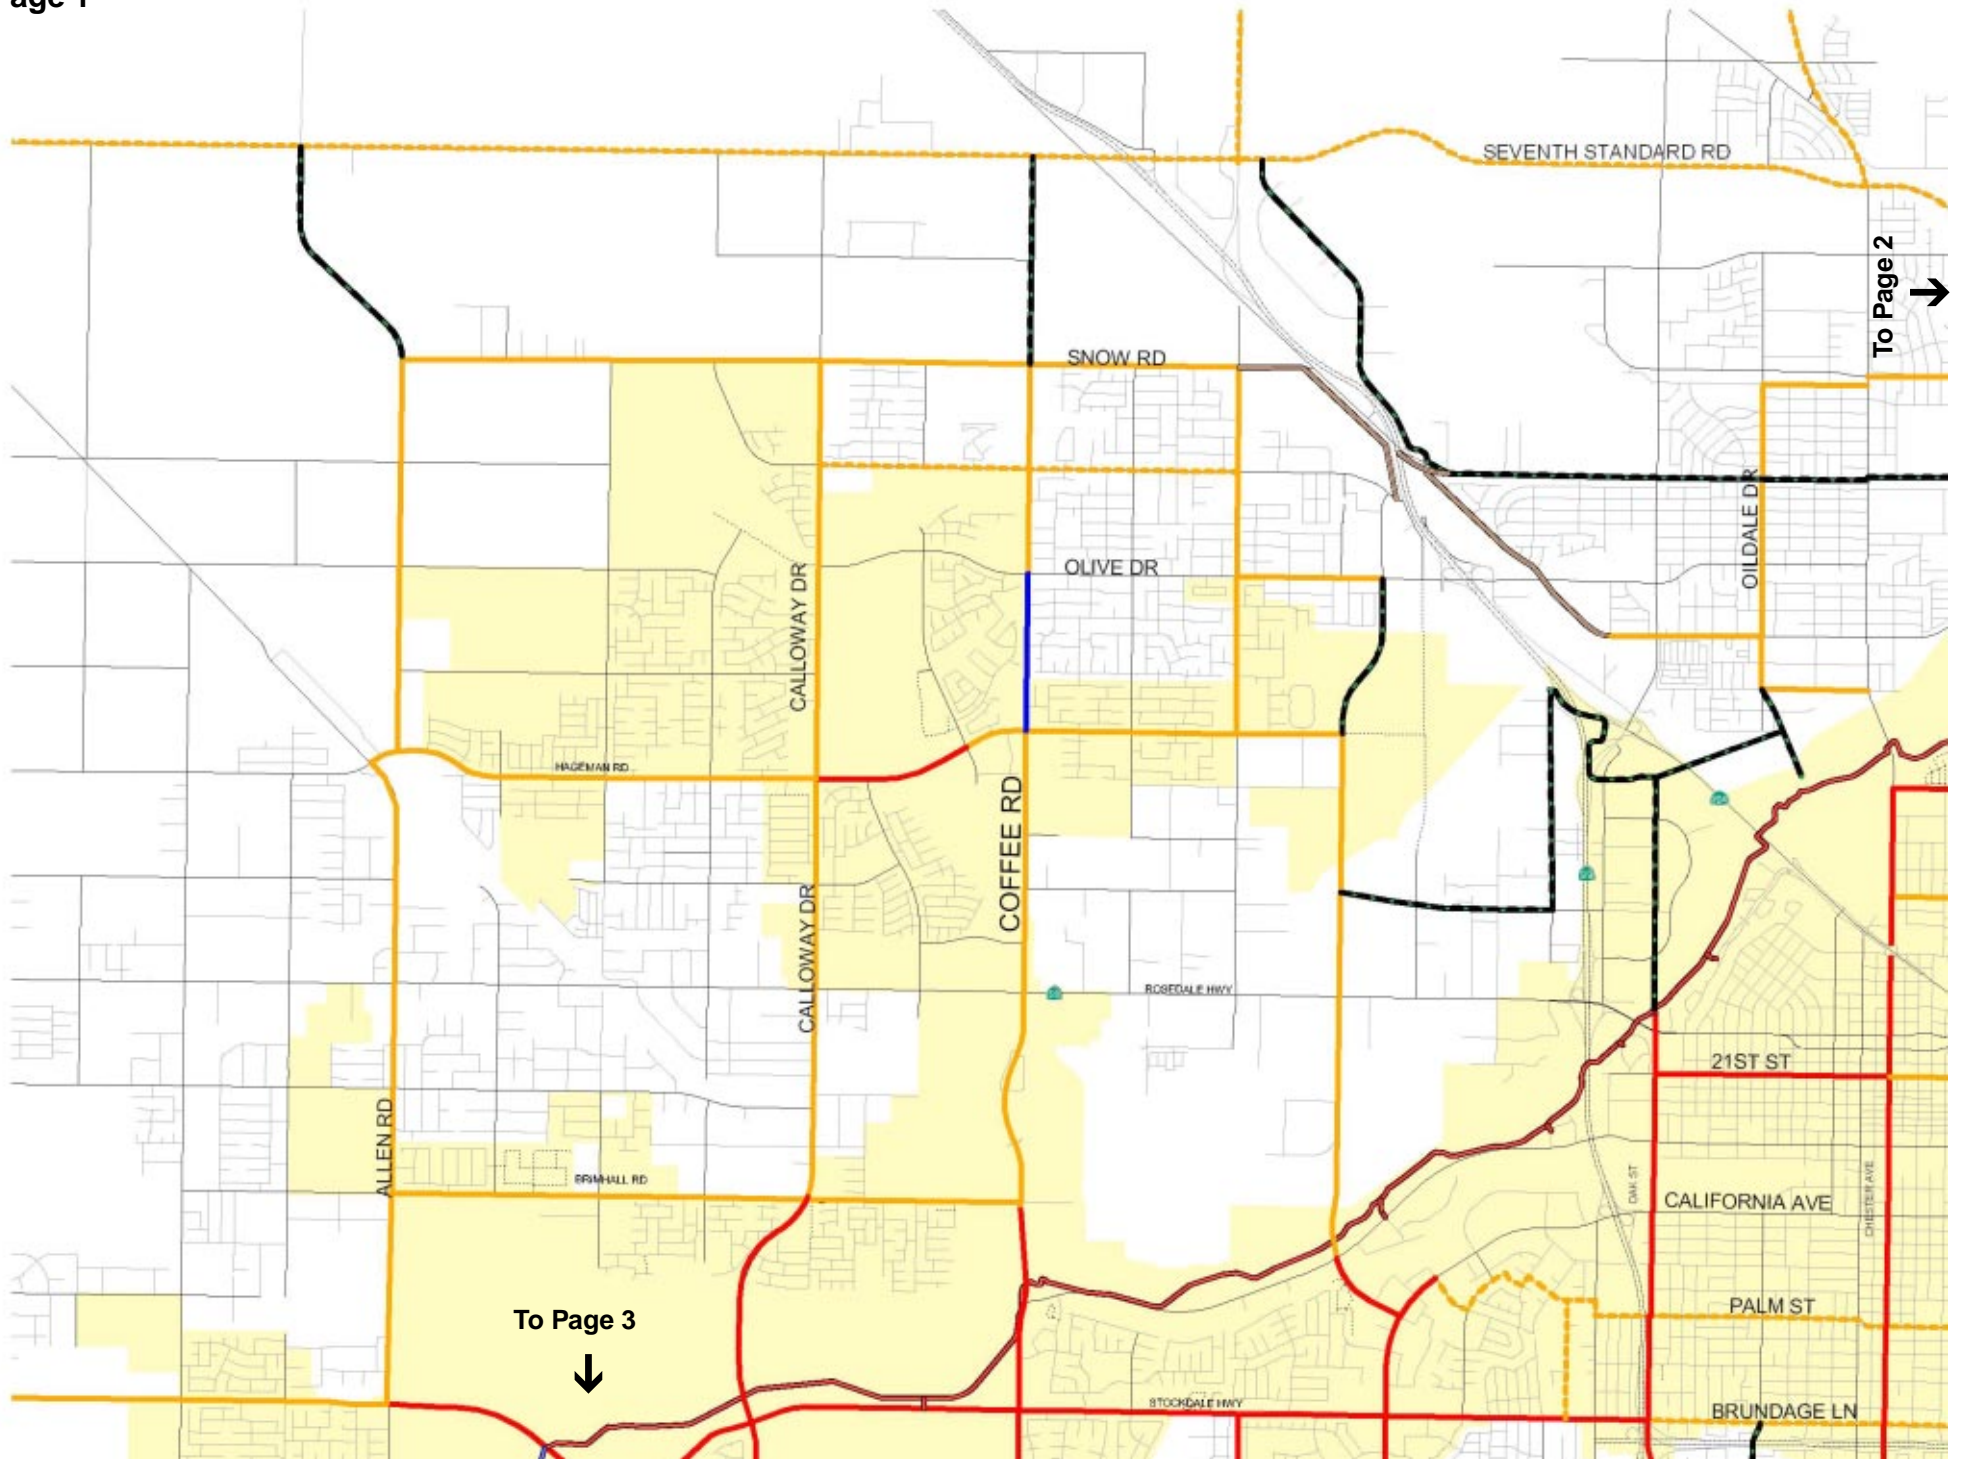 age 1
SEVENTH STANDARD RD
To Page 2
SNOW RD
OILDALE DR
OLIVE DR
CALLOWAY DR
HAGEMAN RD
COFFEE RD
CALLOWAY DR
ROSEDALE HWY
21ST ST
ALLEN RD
BRIMHALL RD
OAK ST
CHESTER AVE
CALIFORNIA AVE
To Page 3
PALM ST
STOCKDALE HWY
BRUNDAGE LN